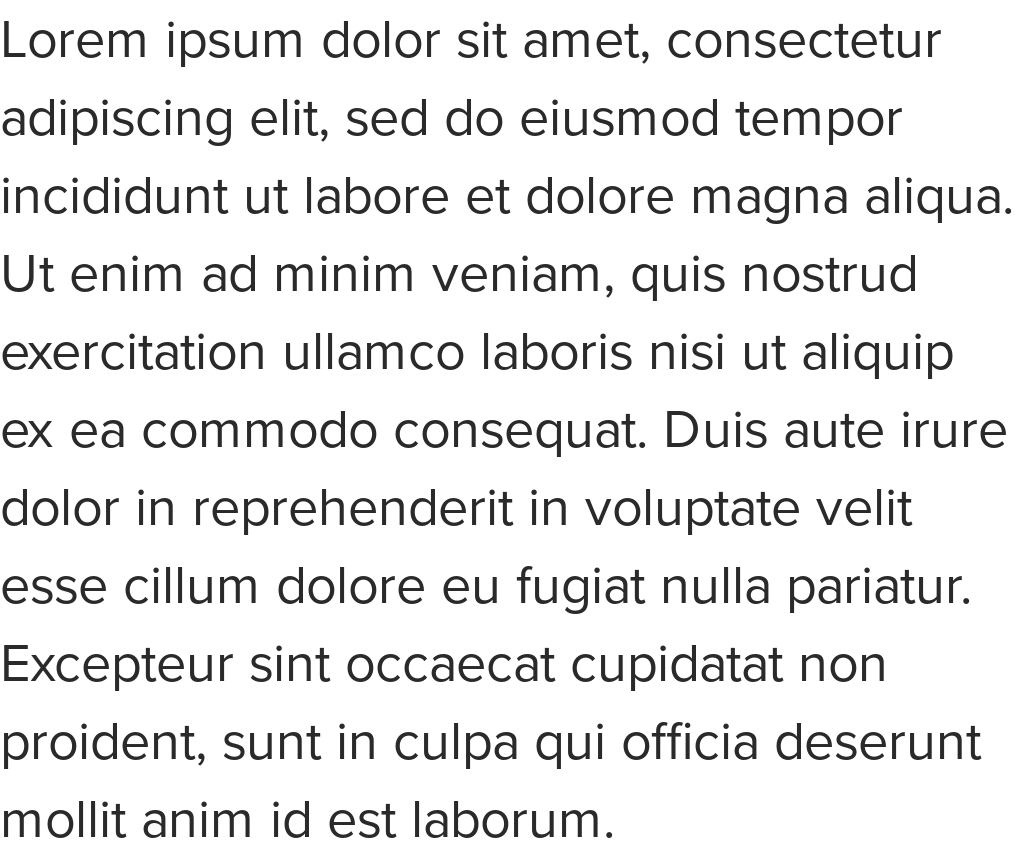 Lorem ipsum dolor sit amet, consectetur
adipiscing elit, sed do eiusmod tempor
incididunt ut labore et dolore magna aliqua.
Ut enim ad minim veniam, quis nostrud
exercitation ullamco laboris nisi ut aliquip
ex ea commodo consequat. Duis aute irure
dolor in reprehenderit in voluptate velit
esse cillum dolore eu fugiat nulla pariatur.
Excepteur sint occaecat cupidatat non
proident, sunt in culpa qui officia deserunt
mollit anim id est laborum.